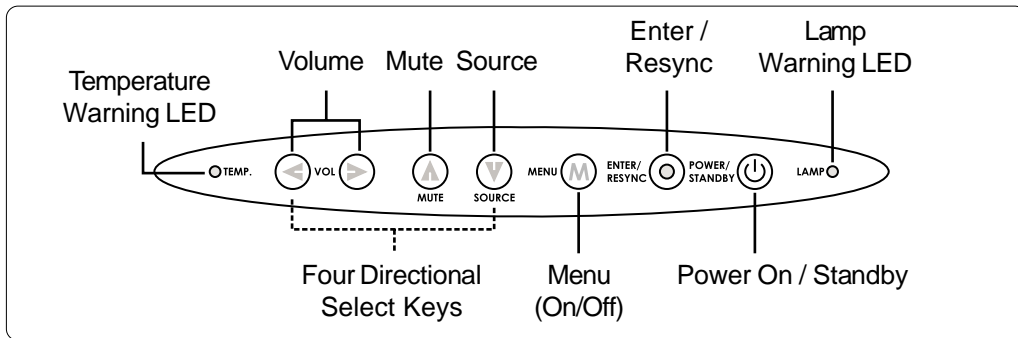 Enter /
Resync
Lamp
Warning LED
Volume
Mute
Source
Temperature
Warning LED
TEMP.
VOL
MUTE
SOURCE
MENU
M
ENTER/
RESYNC
POWER/
STANDBY
LAMP
Four Directional
Select Keys
Menu
(On/Off)
Power On / Standby